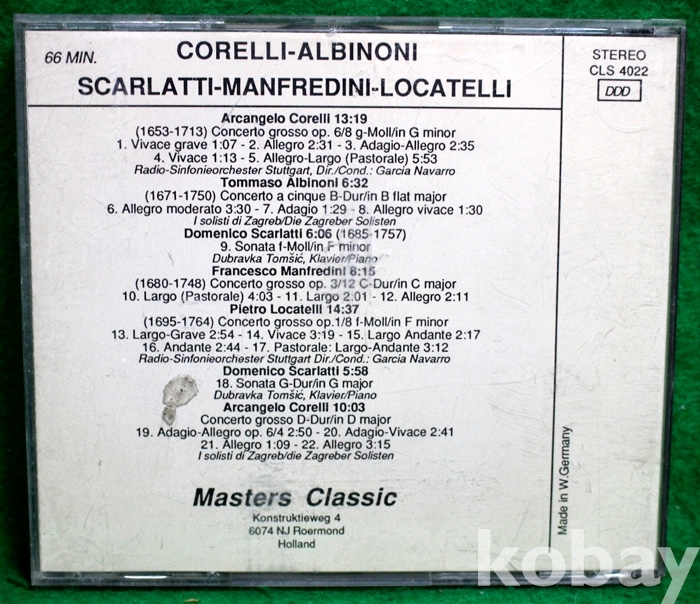 66 MIN.
CORELLI-ALBINONI
SCARLATTI-MANFREDINI-LOCATELLI
STEREO
CLS 4022
DDD
Arcangelo Corelli 13:19
(1653-1713) Concerto grosso op. 6/8 g-Moll/in G minor
1. Vivace grave 1:07 - 2. Allegro 2:31 - 3. Adagio-Allegro 2:35
4. Vivace 1:13 - 5. Allegro-Largo (Pastorale) 5:53
Radio-Sinfonieorchester Stuttgart, Dir./Cond.: Garcia Navarro
Tommaso Albinoni 6:32
(1671-1750) Concerto a cinque B-Dur/in B flat major
6. Allegro moderato 3:30 - 7. Adagio 1:29 - 8. Allegro vivace 1:30
I solisti di Zagreb/Die Zagreber Solisten
Domenico Scarlatti 6:06 (1685-1757)
9. Sonata f-Moll/in F minor
Dubravka Tomšić, Klavier/Piano
Francesco Manfredini 8:15
(1680-1748) Concerto grosso op. 3/12 C-Dur/in C major
10. Largo (Pastorale) 4:03 - 11. Largo 2:01 - 12. Allegro 2:11
Pietro Locatelli 14:37
(1695-1764) Concerto grosso op.1/8 f-Moll/in F minor
13. Largo-Grave 2:54 - 14. Vivace 3:19 - 15. Largo Andante 2:17
16. Andante 2:44 - 17. Pastorale: Largo-Andante 3:12
Radio-Sinfonieorchester Stuttgart Dir./Cond.: Garcia Navarro
Domenico Scarlatti 5:58
18. Sonata G-Dur/in G major
Dubravka Tomšić, Klavier/Piano
Arcangelo Corelli 10:03
Concerto grosso D-Dur/in D major
19. Adagio-Allegro op. 6/4 2:50 - 20. Adagio-Vivace 2:41
21. Allegro 1:09 - 22. Allegro 3:15
I solisti di Zagreb/die Zagreber Solisten
Masters Classic
Konstruktieweg 4
6074 NJ Roermond
Holland
Made in W.Germany
kobay